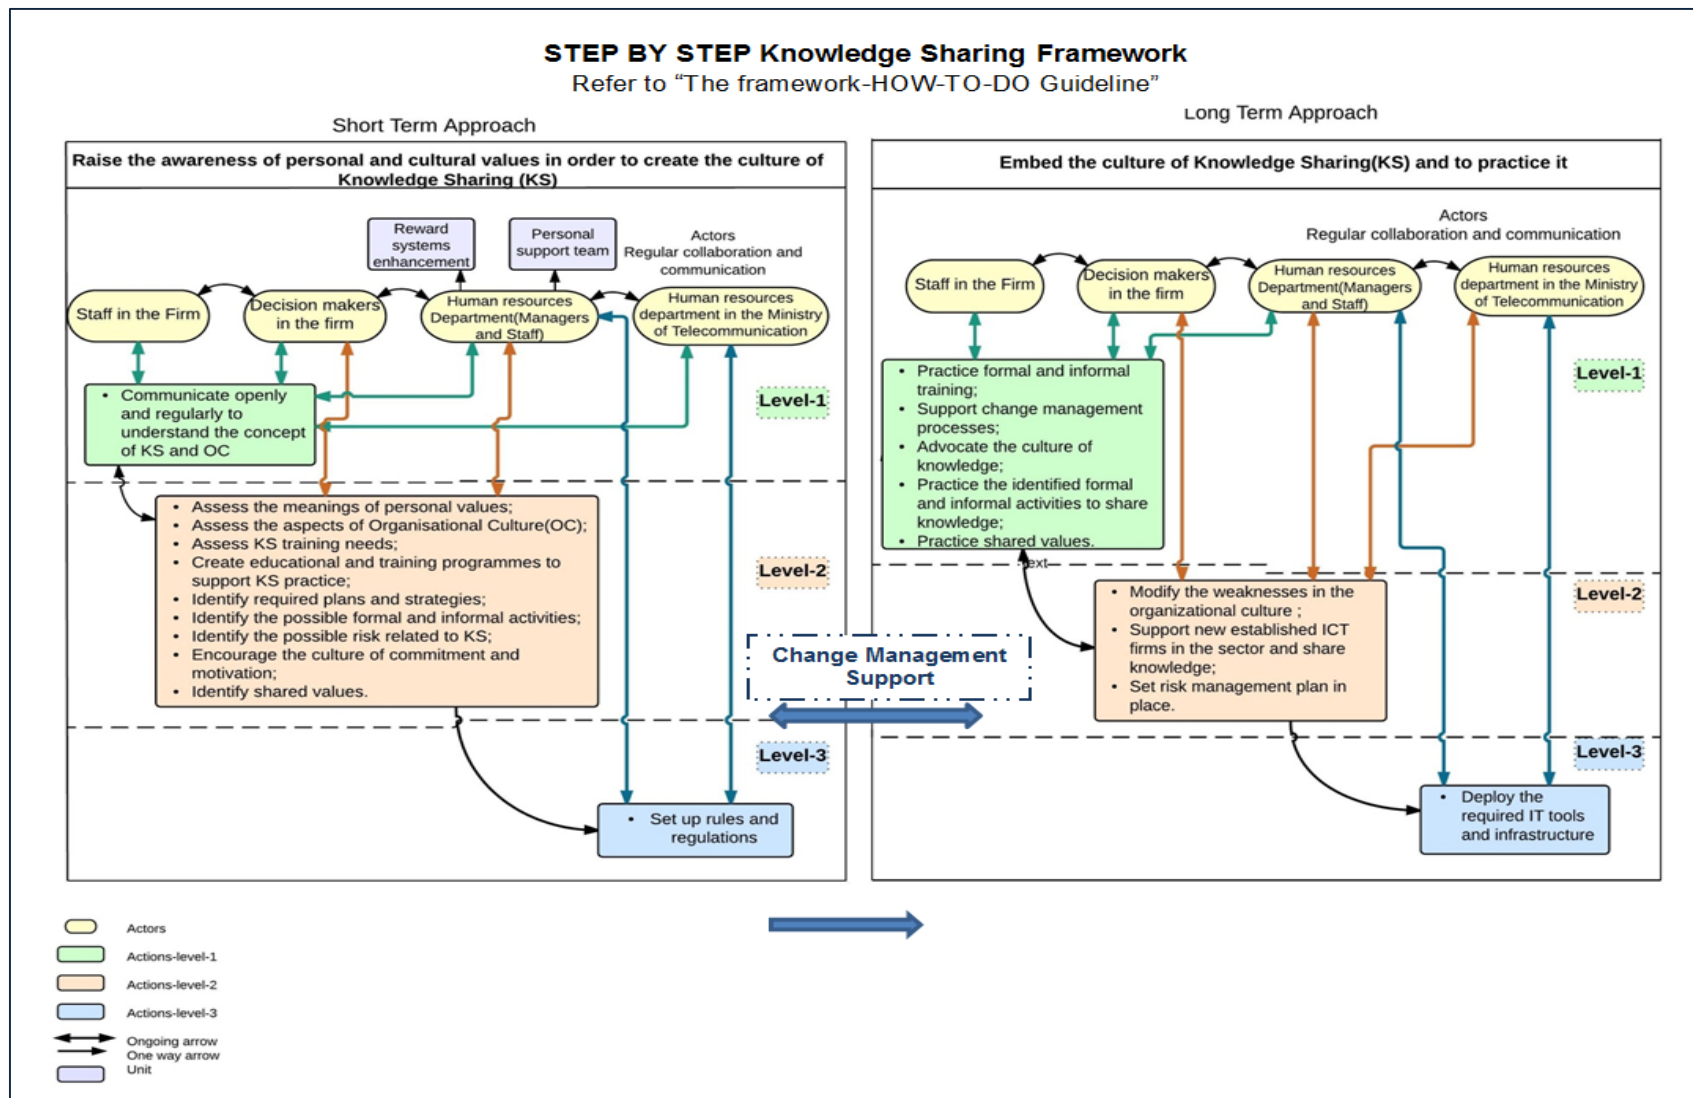 STEP BY STEP Knowledge Sharing Framework
Refer to “The framework-HOW-TO-DO Guideline”
Short Term Approach
Raise the awareness of personal and cultural values in order to create the culture of
Knowledge Sharing (KS)
Reward
systems
enhancement
Personal
support team
Actors
Regular collaboration and
communication
Staff in the Firm
Decision makers
in the firm
Human resources
Department(Managers
and Staff)
Human resources
department in the Ministry
of Telecommunication
• Communicate openly
and regularly to
understand the concept
of KS and OC
Level-1
• Assess the meanings of personal values;
• Assess the aspects of Organisational Culture(OC);
• Assess KS training needs;
• Create educational and training programmes to
support KS practice;
• Identify required plans and strategies;
• Identify the possible formal and informal activities;
• Identify the possible risk related to KS;
• Encourage the culture of commitment and
motivation;
• Identify shared values.
Level-2
Level-3
• Set up rules and
regulations
Change Management
Support
Long Term Approach
Embed the culture of Knowledge Sharing(KS) and to practice it
Actors
Regular collaboration and communication
Staff in the Firm
Decision makers
in the firm
Human resources
Department(Managers
and Staff)
Human resources
department in the Ministry
of Telecommunication
• Practice formal and informal
training;
• Support change management
processes;
• Advocate the culture of
knowledge;
• Practice the identified formal
and informal activities to share
knowledge;
• Practice shared values.
Level-1
ext
• Modify the weaknesses in the
organizational culture ;
• Support new established ICT
firms in the sector and share
knowledge;
• Set risk management plan in
place.
Level-2
Level-3
• Deploy the
required IT tools
and infrastructure
Actors
Actions-level-1
Actions-level-2
Actions-level-3
Ongoing arrow
One way arrow
Unit